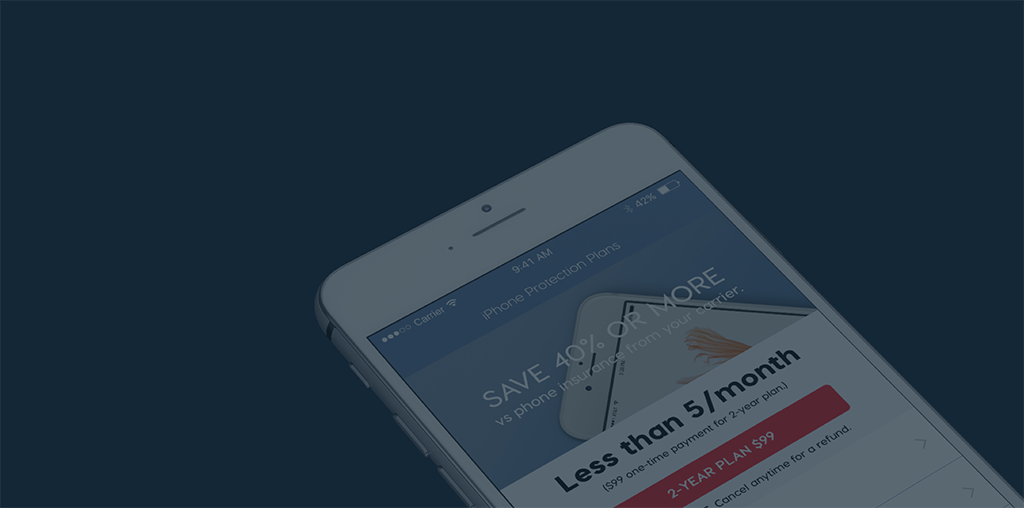 Carrier 9:41 AM 42%
iPhone Protection Plans
SAVE 40% OR MORE
vs phone insurance from your carrier.
Less than 5/month
($99 one-time payment for 2-year plan.)
2-YEAR PLAN $99
Cancel anytime for a refund.